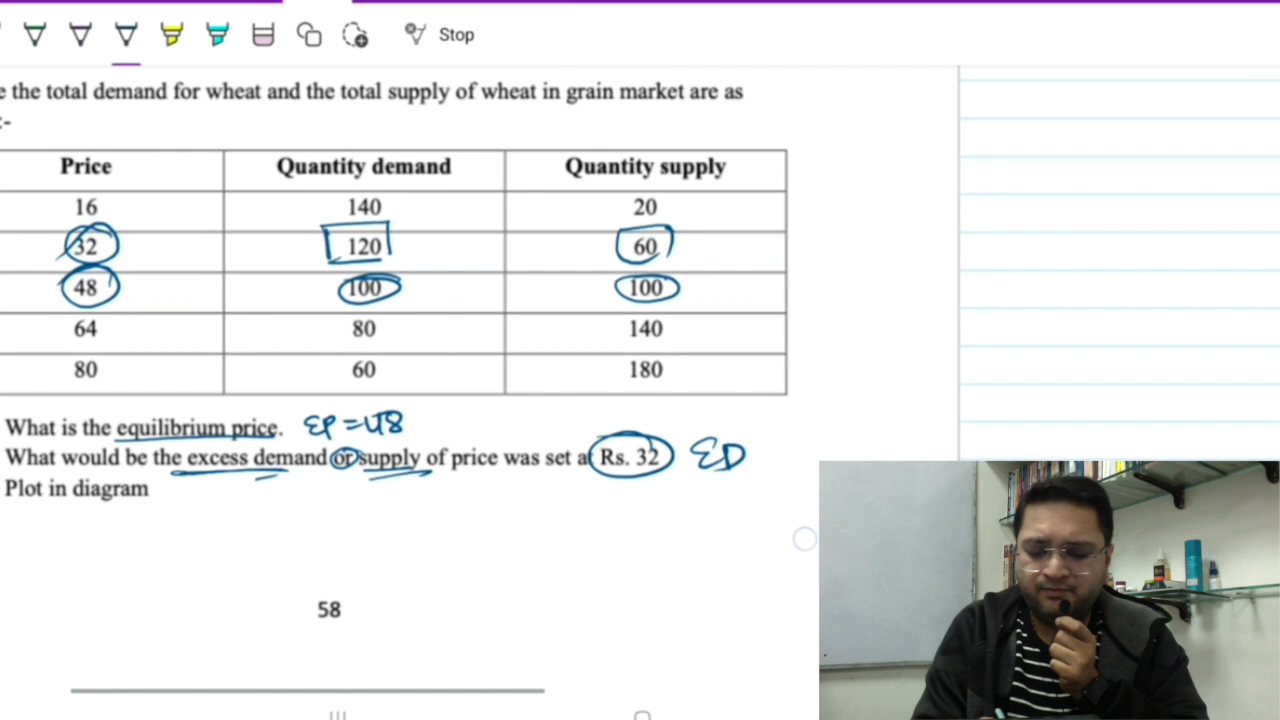 Stop
e the total demand for wheat and the total supply of wheat in grain market are as
:-
Price Quantity demand Quantity supply
16 140 20
32 120 60
48 100 100
64 80 140
80 60 180
What is the equilibrium price. EP = 48
What would be the excess demand or supply of price was set at Rs. 32 ED
Plot in diagram
58